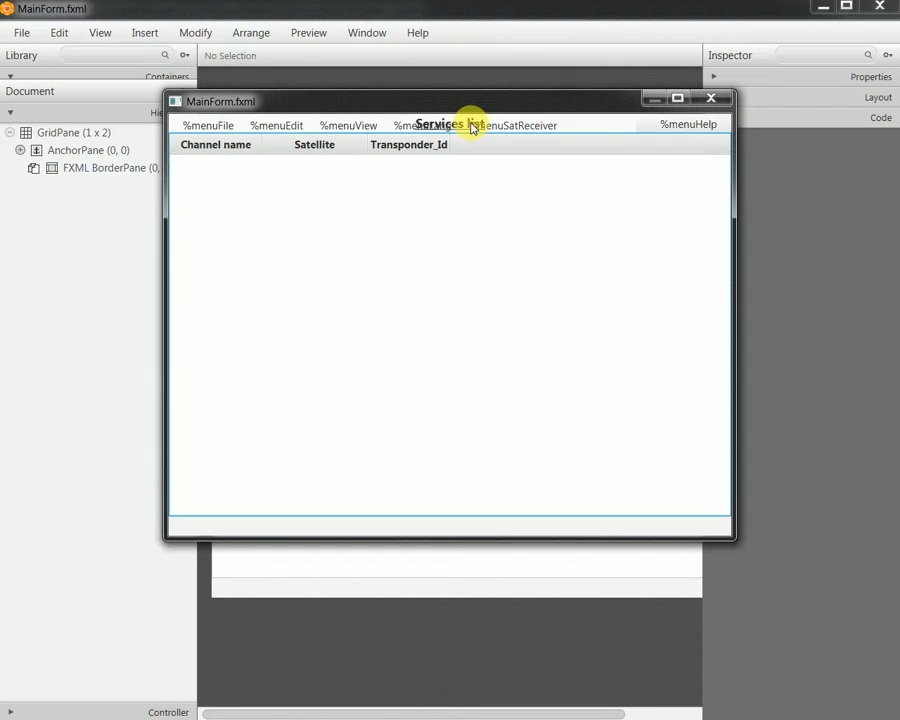 MainForm.fxml
File Edit View Insert Modify Arrange Preview Window Help
Library
No Selection
Inspector
Containers
Properties
Document
Layout
MainForm.fxml
Code
%menuFile %menuEdit %menuView Services list enuSatReceiver %menuHelp
GridPane (1 x 2)
Channel name Satellite Transponder_Id
AnchorPane (0, 0)
FXML BorderPane (0,
Controller